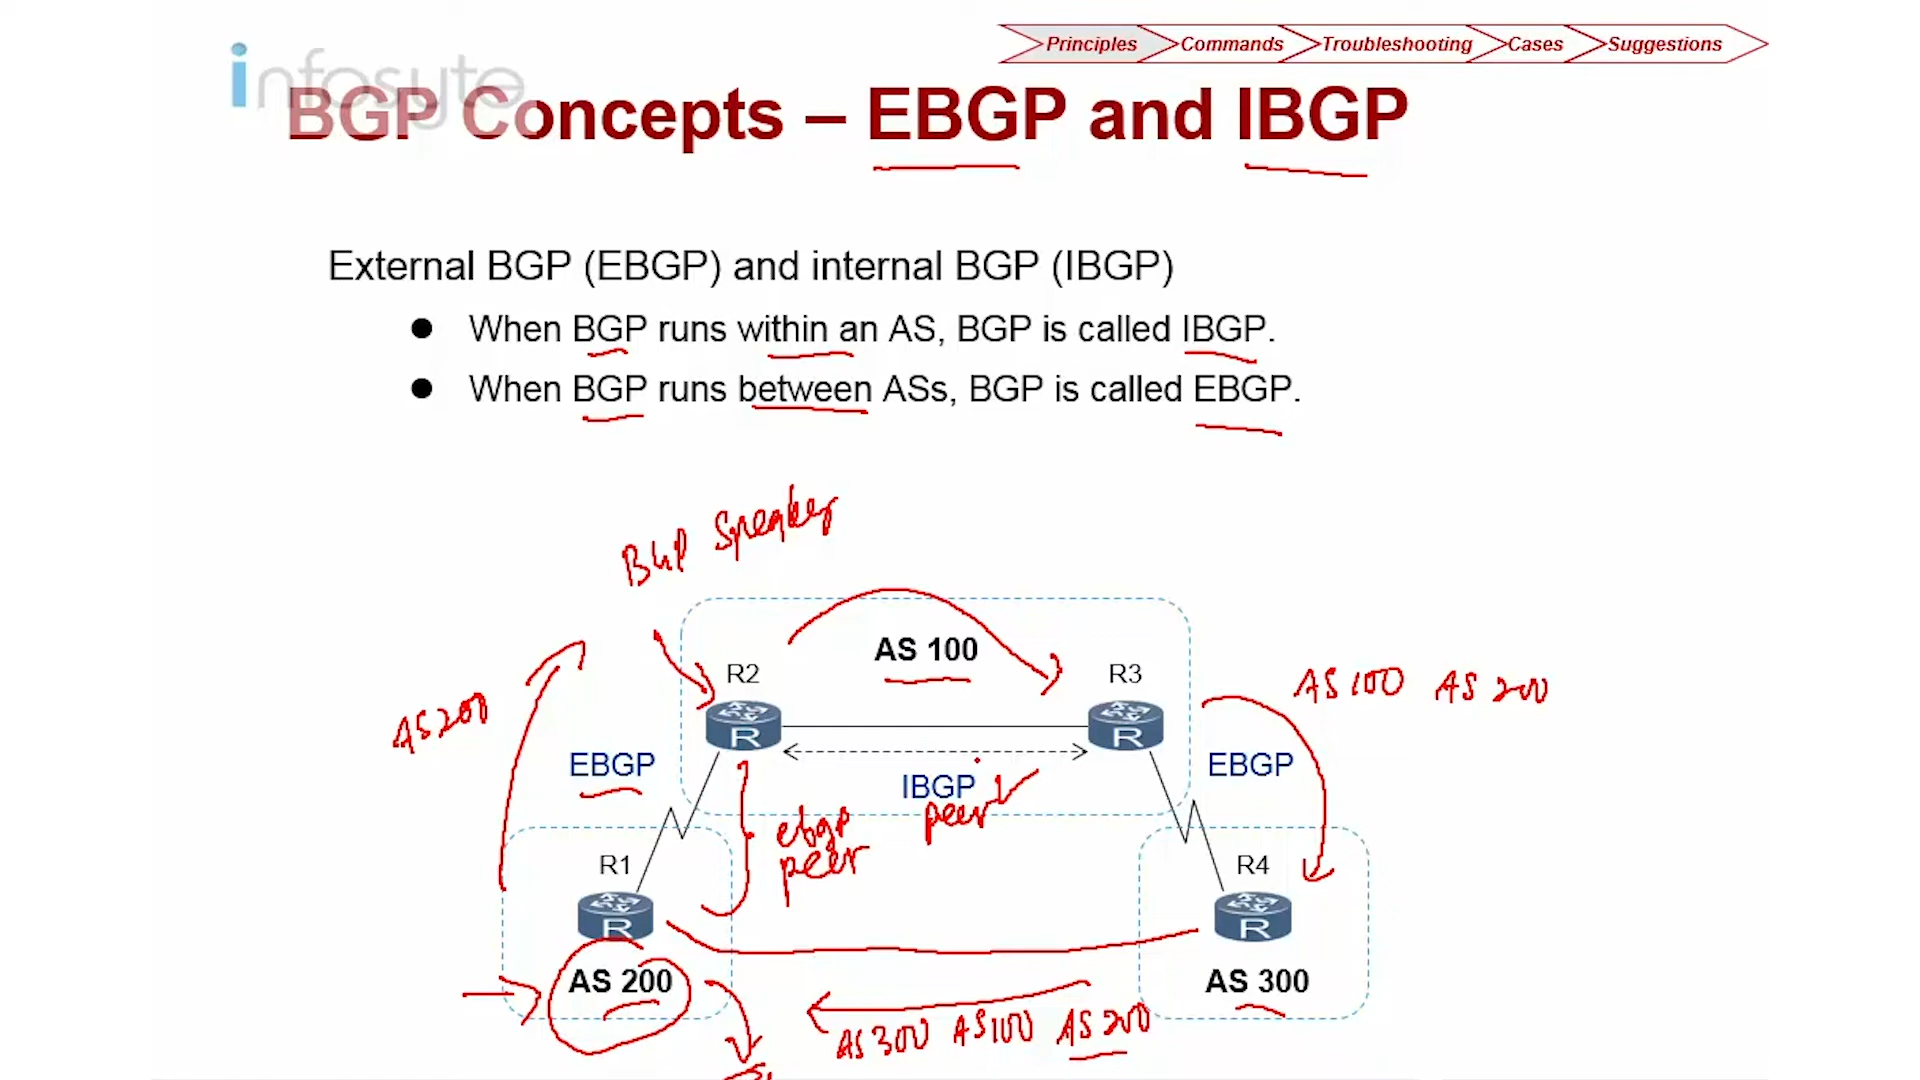 infosyte
Principles Commands Troubleshooting Cases Suggestions
BGP Concepts – EBGP and IBGP
External BGP (EBGP) and internal BGP (IBGP)
● When BGP runs within an AS, BGP is called IBGP.
● When BGP runs between ASs, BGP is called EBGP.
BGP Speaker
AS 100
R2
R3
AS 100 AS 200
AS 200
R
R
EBGP
IBGP
EBGP
peer
ebgp
peer
R1
R4
R
R
AS 200
AS 300
AS 300 AS 100 AS 200